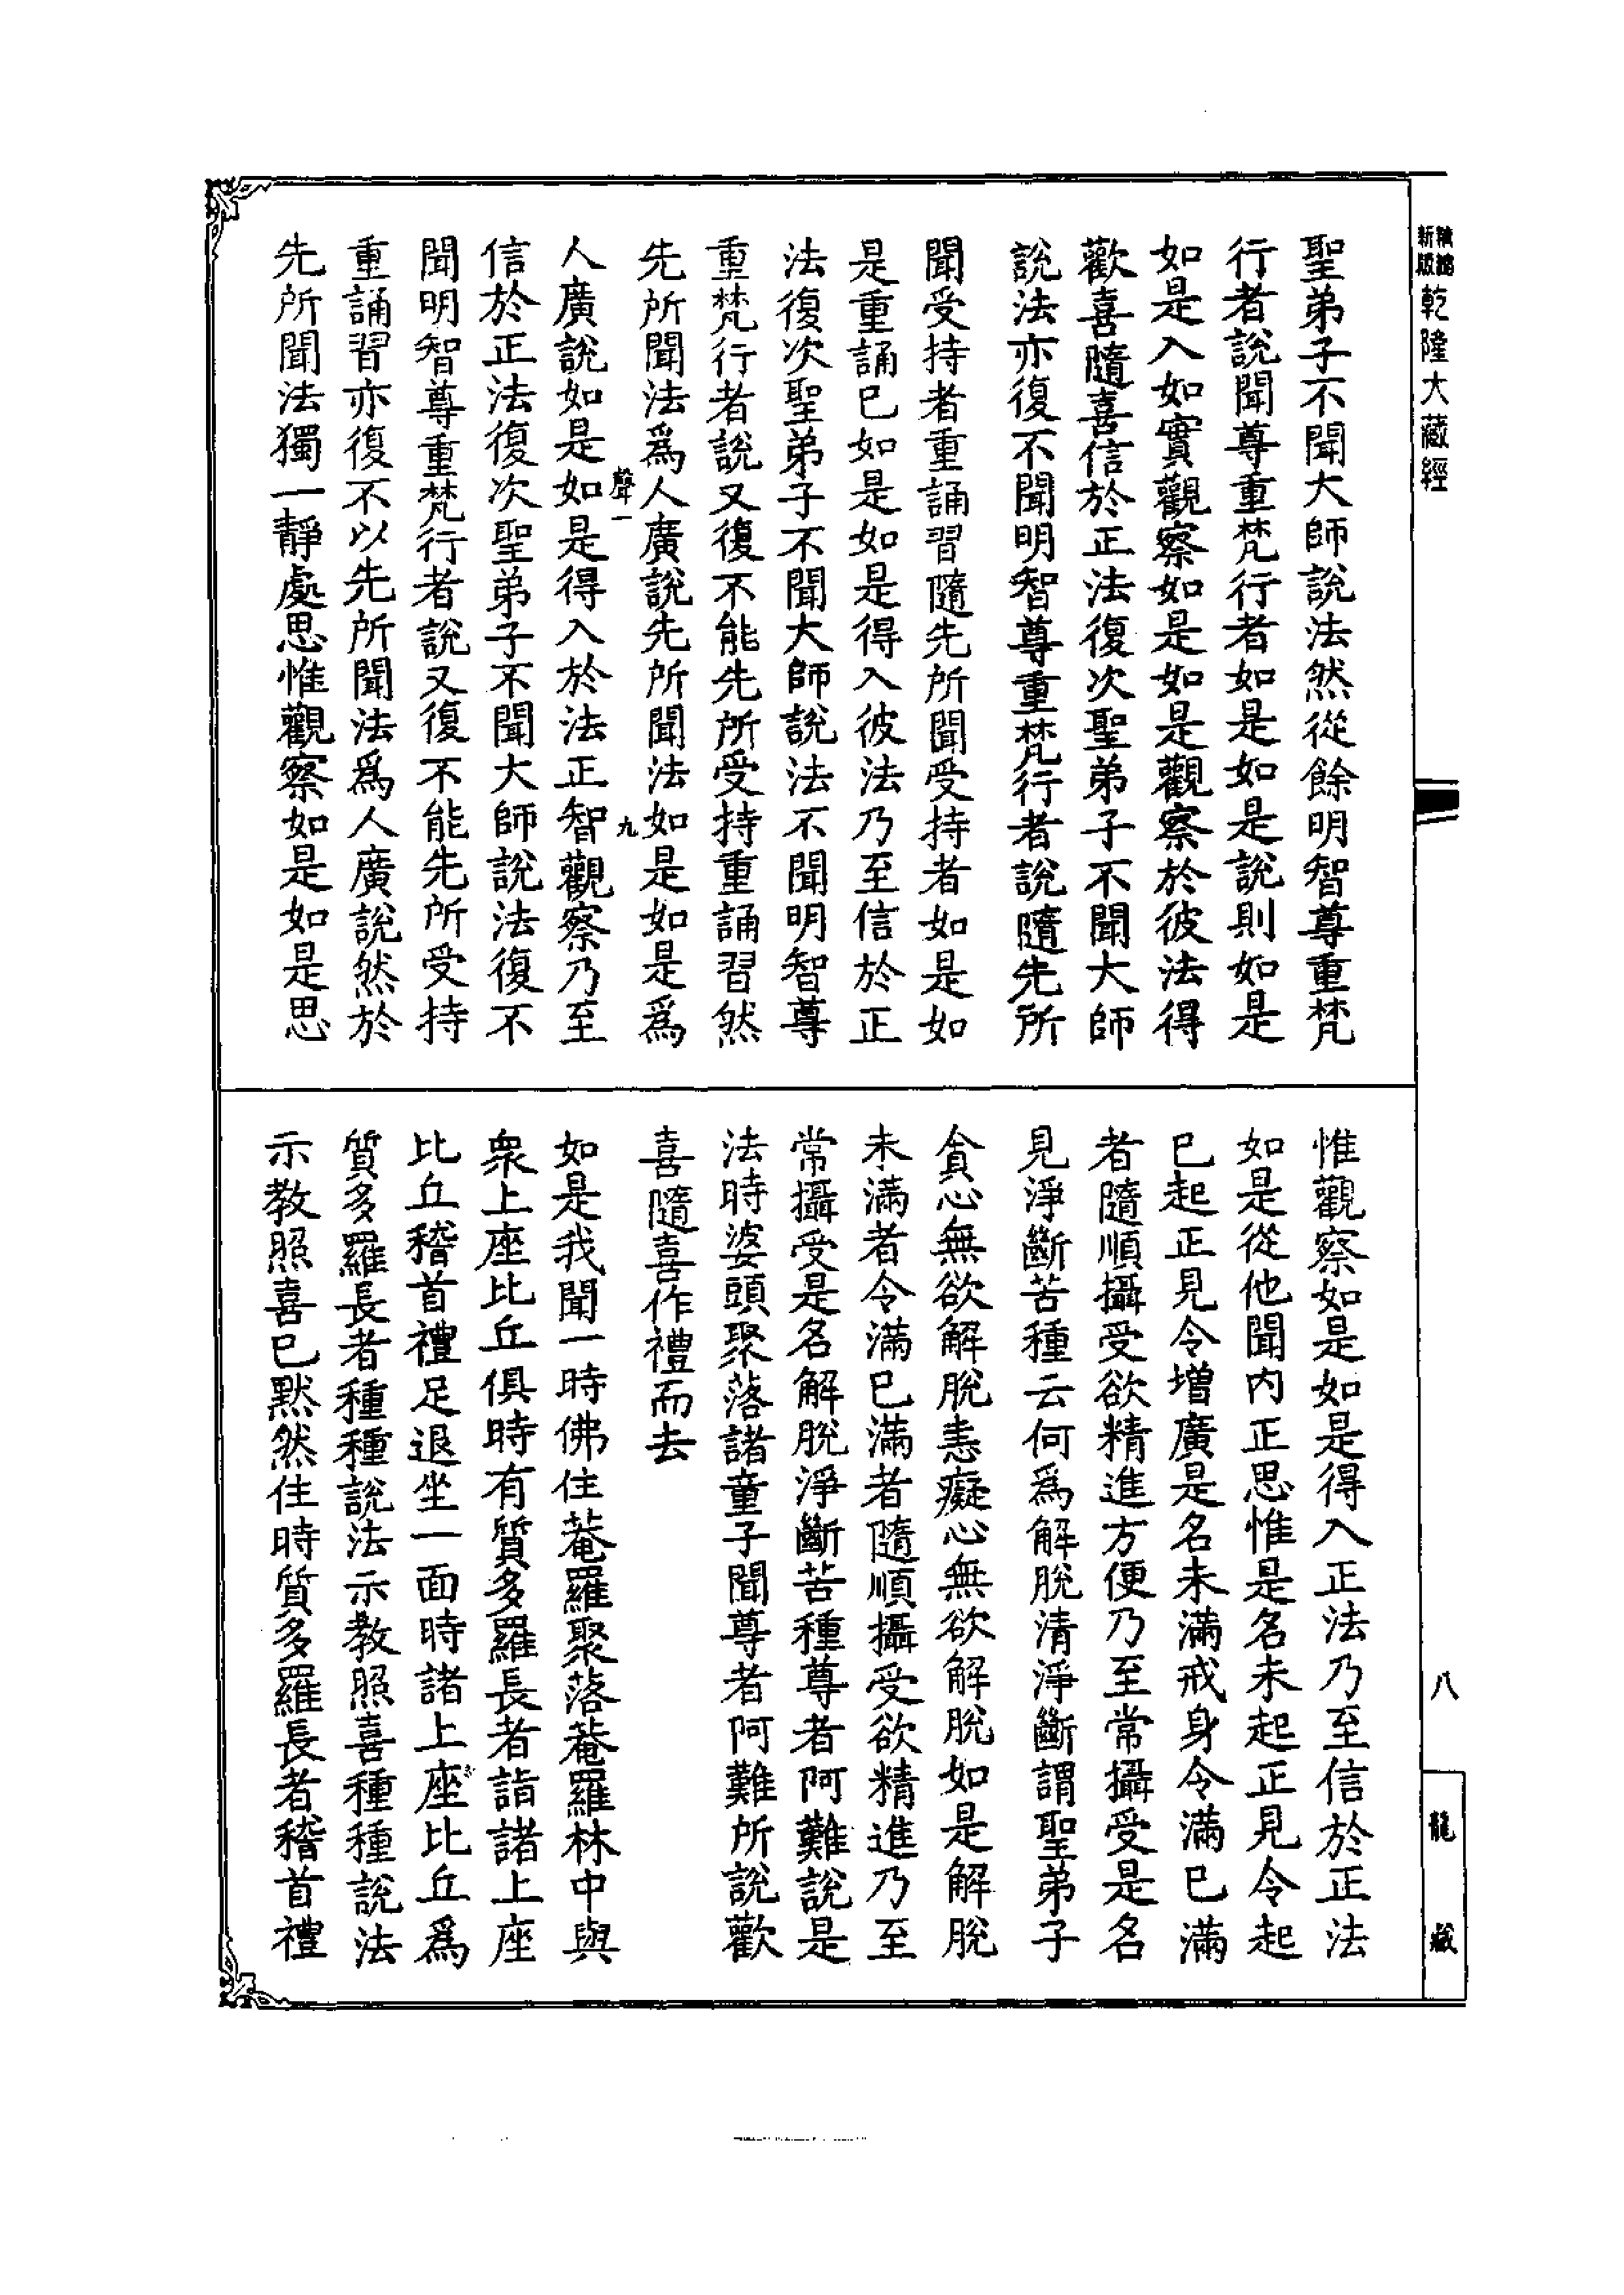 新版
乾隆大藏經
八
龍藏
聖弟子不聞大師說法然從餘明智尊重梵
行者說聞尊重梵行者如是如是說則如是
如是入如實觀察如是如是觀察於彼法得
歡喜隨喜信於正法復次聖弟子不聞大師
說法亦復不聞明智尊重梵行者說隨先所
聞受持者重誦習隨先所聞受持者如是如
是重誦已如是如是得入彼法乃至信於正
法復次聖弟子不聞大師說法不聞明智尊
重梵行者說又復不能先所受持重誦習然
先所聞法爲人廣說先所聞法如是如是爲
聲一
九
人廣說如是如是得入於法正智觀察乃至
信於正法復次聖弟子不聞大師說法復不
聞明智尊重梵行者說又復不能先所受持
重誦習亦復不以先所聞法爲人廣說然於
先所聞法獨一靜處思惟觀察如是如是思
惟觀察如是如是得入正法乃至信於正法
如是從他聞内正思惟是名未起正見令起
已起正見令增廣是名未滿戒身令滿已滿
者隨順攝受欲精進方便乃至常攝受是名
見淨斷苦種云何爲解脫清淨斷謂聖弟子
貪心無欲解脫恚癡心無欲解脫如是解脫
未滿者令滿已滿者隨順攝受欲精進乃至
常攝受是名解脫淨斷苦種尊者阿難說是
法時婆頭聚落諸童子聞尊者阿難所說歡
喜隨喜作禮而去
如是我聞一時佛住菴羅聚落菴羅林中與
衆上座比丘俱時有質多羅長者詣諸上座
比丘稽首禮足退坐一面時諸上座比丘爲
質多羅長者種種說法示教照喜種種說法
示教照喜已默然住時質多羅長者稽首禮